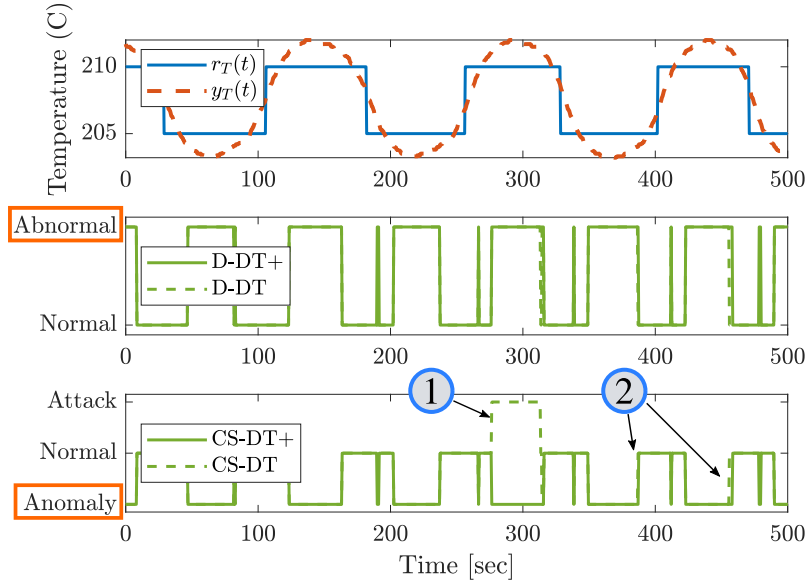 Temperature (C)
210
205
r_T(t)
y_T(t)
0 100 200 300 400 500
Abnormal
Normal
D-DT+
D-DT
0 100 200 300 400 500
1
2
Attack
Normal
Anomaly
CS-DT+
CS-DT
0 100 200 300 400 500
Time [sec]